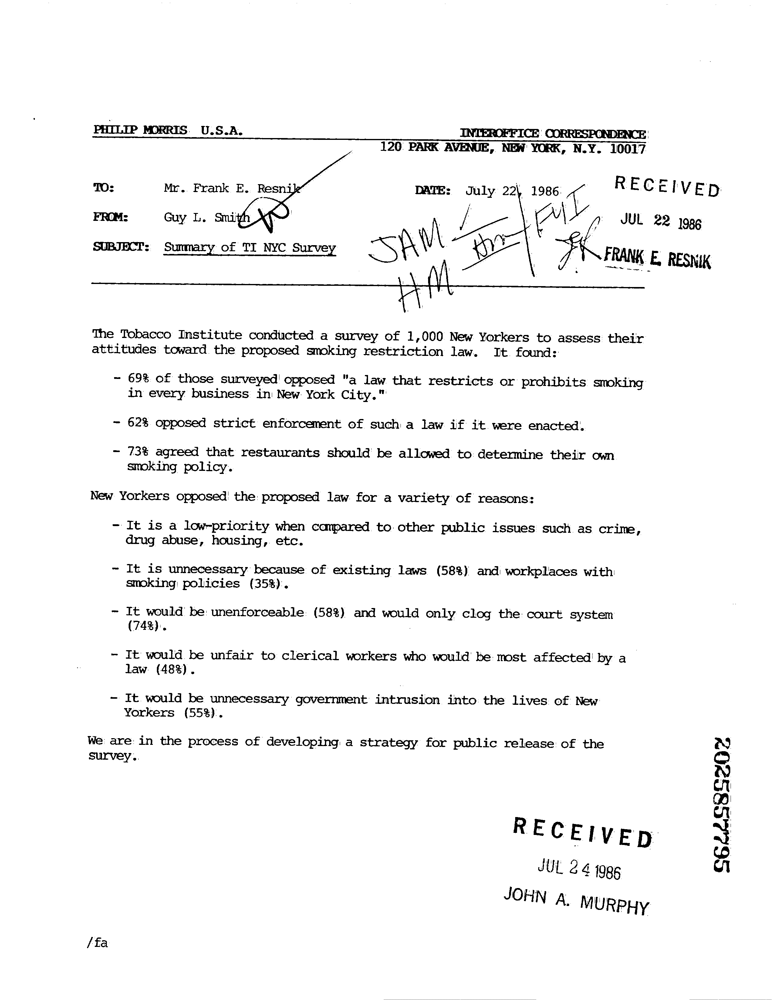 PHILIP MORRIS U.S.A.
INTEROFFICE CORRESPONDENCE
120 PARK AVENUE, NEW YORK, N.Y. 10017
TO: Mr. Frank E. Resnik
DATE: July 22, 1986
RECEIVED
JUL 22 1986
FRANK E. RESNIK
FROM: Guy L. Smith
SUBJECT: Summary of TI NYC Survey
JAM
HM
FYI
The Tobacco Institute conducted a survey of 1,000 New Yorkers to assess their
attitudes toward the proposed smoking restriction law. It found:
- 69% of those surveyed opposed "a law that restricts or prohibits smoking
in every business in New York City."
- 62% opposed strict enforcement of such a law if it were enacted.
- 73% agreed that restaurants should be allowed to determine their own
smoking policy.
New Yorkers opposed the proposed law for a variety of reasons:
- It is a low-priority when compared to other public issues such as crime,
drug abuse, housing, etc.
- It is unnecessary because of existing laws (58%) and workplaces with
smoking policies (35%).
- It would be unenforceable (58%) and would only clog the court system
(74%).
- It would be unfair to clerical workers who would be most affected by a
law (48%).
- It would be unnecessary government intrusion into the lives of New
Yorkers (55%).
We are in the process of developing a strategy for public release of the
survey.
2025857795
RECEIVED
JUL 24 1986
JOHN A. MURPHY
/fa